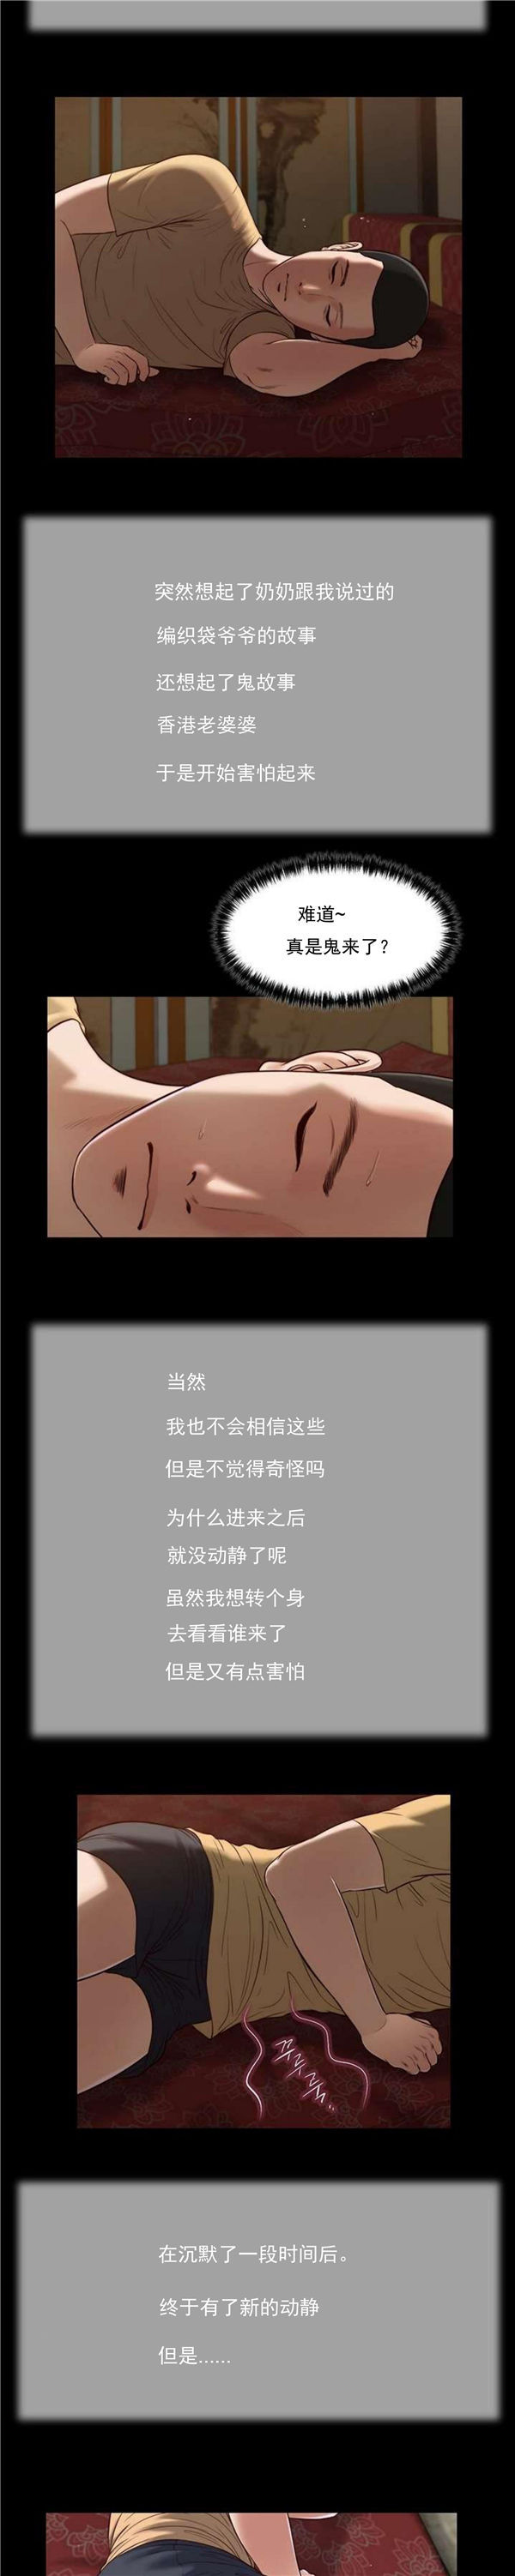 突然想起了奶奶跟我说过的
编织袋爷爷的故事
还想起了鬼故事
香港老婆婆
于是开始害怕起来
难道~
真是鬼来了?
当然
我也不会相信这些
但是不觉得奇怪吗
为什么进来之后
就没动静了呢
虽然我想转个身
去看看谁来了
但是又有点害怕
在沉默了一段时间后。
终于有了新的动静
但是......